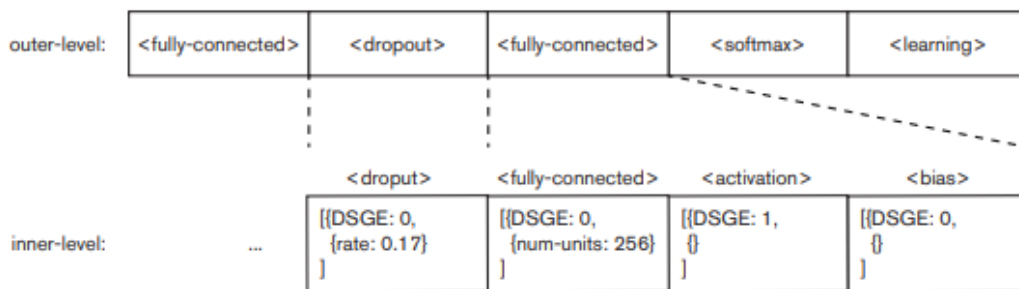 outer-level: <fully-connected> <dropout> <fully-connected> <softmax> <learning>
<droput> <fully-connected> <activation> <bias>
[{DSGE: 0, [{DSGE: 0, [{DSGE: 1, [{DSGE: 0,
inner-level: ... {rate: 0.17} {num-units: 256} {} {}
] ] ] ]